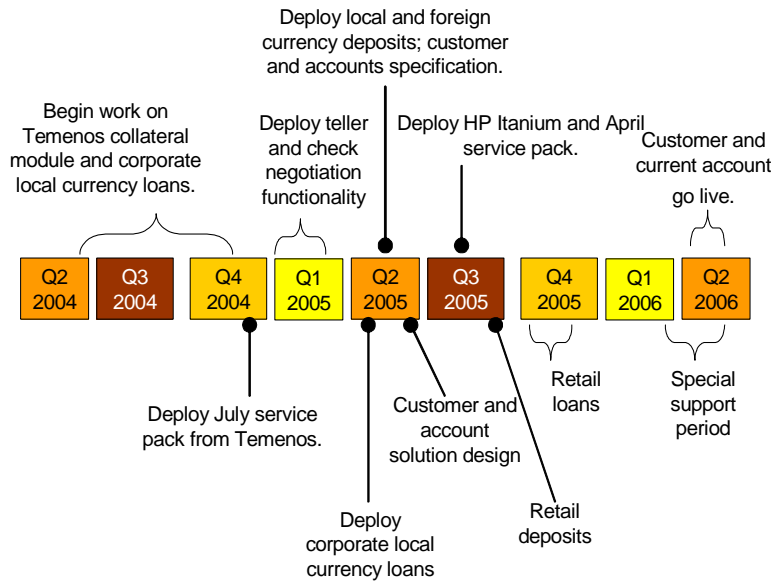 Deploy local and foreign
currency deposits; customer
and accounts specification.
Begin work on
Temenos collateral
module and corporate
local currency loans.
Deploy teller
and check
negotiation
functionality
Deploy HP Itanium and April
service pack.
Customer and
current account
go live.
Q2
2004
Q3
2004
Q4
2004
Q1
2005
Q2
2005
Q3
2005
Q4
2005
Q1
2006
Q2
2006
Deploy July service
pack from Temenos.
Customer and
account
solution design
Retail
loans
Special
support
period
Deploy
corporate local
currency loans
Retail
deposits